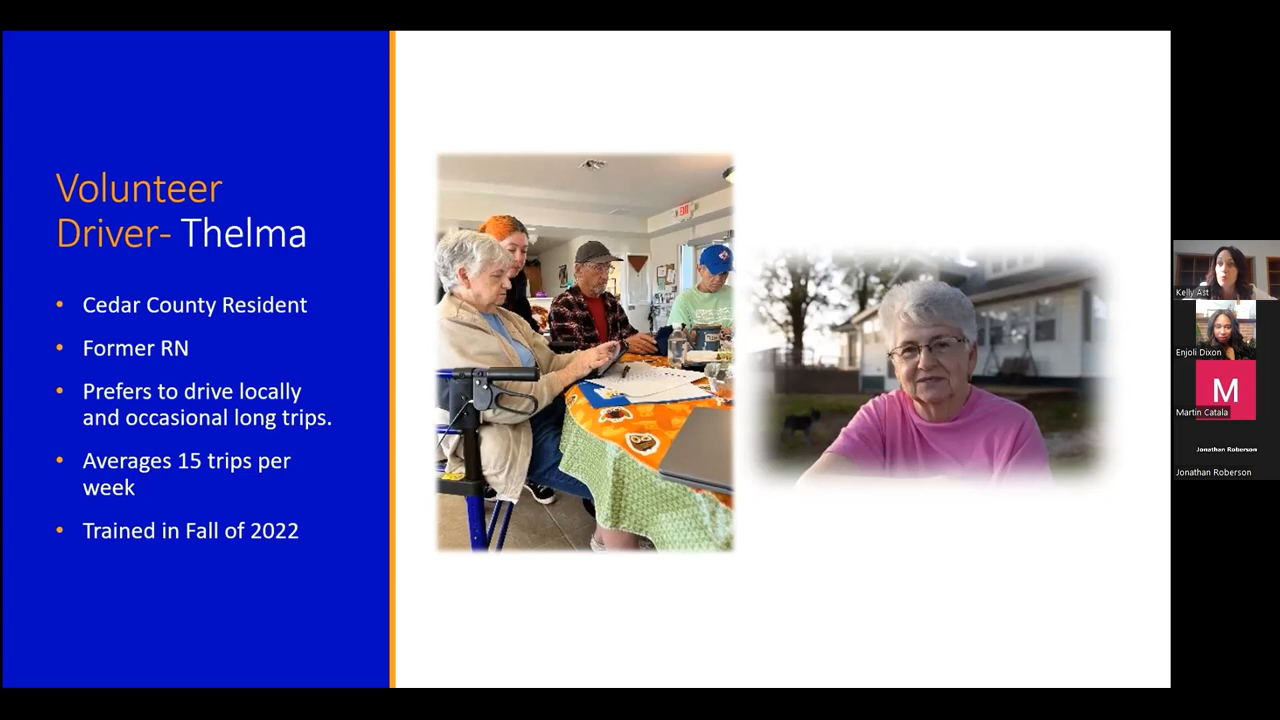 Volunteer
Driver- Thelma
• Cedar County Resident
• Former RN
• Prefers to drive locally
and occasional long trips.
• Averages 15 trips per
week
• Trained in Fall of 2022
EXIT
Kelly Ast
Enjoli Dixon
M
Martin Catala
Jonathan Roberson
Jonathan Roberson